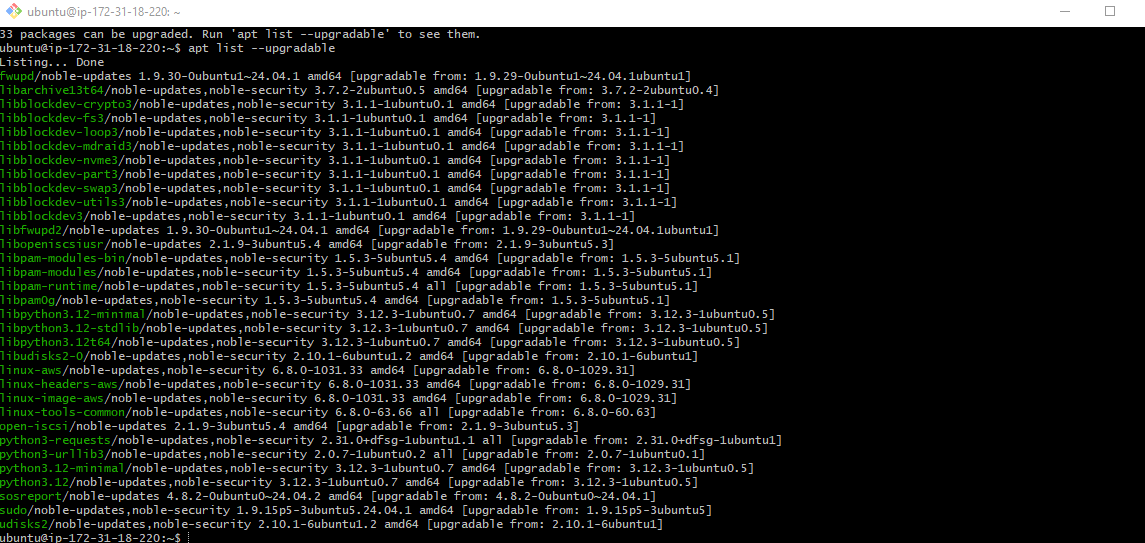 ubuntu@ip-172-31-18-220: ~
33 packages can be upgraded. Run 'apt list --upgradable' to see them.
ubuntu@ip-172-31-18-220:~$ apt list --upgradable
Listing... Done
fwupd/noble-updates 1.9.30-0ubuntu1~24.04.1 amd64 [upgradable from: 1.9.29-0ubuntu1~24.04.1ubuntu1]
libarchive13t64/noble-updates,noble-security 3.7.2-2ubuntu0.5 amd64 [upgradable from: 3.7.2-2ubuntu0.4]
libblockdev-crypto3/noble-updates,noble-security 3.1.1-1ubuntu0.1 amd64 [upgradable from: 3.1.1-1]
libblockdev-fs3/noble-updates,noble-security 3.1.1-1ubuntu0.1 amd64 [upgradable from: 3.1.1-1]
libblockdev-loop3/noble-updates,noble-security 3.1.1-1ubuntu0.1 amd64 [upgradable from: 3.1.1-1]
libblockdev-mdraid3/noble-updates,noble-security 3.1.1-1ubuntu0.1 amd64 [upgradable from: 3.1.1-1]
libblockdev-nvme3/noble-updates,noble-security 3.1.1-1ubuntu0.1 amd64 [upgradable from: 3.1.1-1]
libblockdev-part3/noble-updates,noble-security 3.1.1-1ubuntu0.1 amd64 [upgradable from: 3.1.1-1]
libblockdev-swap3/noble-updates,noble-security 3.1.1-1ubuntu0.1 amd64 [upgradable from: 3.1.1-1]
libblockdev-utils3/noble-updates,noble-security 3.1.1-1ubuntu0.1 amd64 [upgradable from: 3.1.1-1]
libblockdev3/noble-updates,noble-security 3.1.1-1ubuntu0.1 amd64 [upgradable from: 3.1.1-1]
libfwupd2/noble-updates 1.9.30-0ubuntu1~24.04.1 amd64 [upgradable from: 1.9.29-0ubuntu1~24.04.1ubuntu1]
libopeniscsiusr/noble-updates 2.1.9-3ubuntu5.4 amd64 [upgradable from: 2.1.9-3ubuntu5.3]
libpam-modules-bin/noble-updates,noble-security 1.5.3-5ubuntu5.4 amd64 [upgradable from: 1.5.3-5ubuntu5.1]
libpam-modules/noble-updates,noble-security 1.5.3-5ubuntu5.4 amd64 [upgradable from: 1.5.3-5ubuntu5.1]
libpam-runtime/noble-updates,noble-security 1.5.3-5ubuntu5.4 all [upgradable from: 1.5.3-5ubuntu5.1]
libpam0g/noble-updates,noble-security 1.5.3-5ubuntu5.4 amd64 [upgradable from: 1.5.3-5ubuntu5.1]
libpython3.12-minimal/noble-updates,noble-security 3.12.3-1ubuntu0.7 amd64 [upgradable from: 3.12.3-1ubuntu0.5]
libpython3.12-stdlib/noble-updates,noble-security 3.12.3-1ubuntu0.7 amd64 [upgradable from: 3.12.3-1ubuntu0.5]
libpython3.12t64/noble-updates,noble-security 3.12.3-1ubuntu0.7 amd64 [upgradable from: 3.12.3-1ubuntu0.5]
libudisks2-0/noble-updates,noble-security 2.10.1-6ubuntu1.2 amd64 [upgradable from: 2.10.1-6ubuntu1]
linux-aws/noble-updates,noble-security 6.8.0-1031.33 amd64 [upgradable from: 6.8.0-1029.31]
linux-headers-aws/noble-updates,noble-security 6.8.0-1031.33 amd64 [upgradable from: 6.8.0-1029.31]
linux-image-aws/noble-updates,noble-security 6.8.0-1031.33 amd64 [upgradable from: 6.8.0-1029.31]
linux-tools-common/noble-updates,noble-security 6.8.0-63.66 all [upgradable from: 6.8.0-60.63]
open-iscsi/noble-updates 2.1.9-3ubuntu5.4 amd64 [upgradable from: 2.1.9-3ubuntu5.3]
python3-requests/noble-updates,noble-security 2.31.0+dfsg-1ubuntu1.1 all [upgradable from: 2.31.0+dfsg-1ubuntu1]
python3-urllib3/noble-updates,noble-security 2.0.7-1ubuntu0.2 all [upgradable from: 2.0.7-1ubuntu0.1]
python3.12-minimal/noble-updates,noble-security 3.12.3-1ubuntu0.7 amd64 [upgradable from: 3.12.3-1ubuntu0.5]
python3.12/noble-updates,noble-security 3.12.3-1ubuntu0.7 amd64 [upgradable from: 3.12.3-1ubuntu0.5]
sosreport/noble-updates 4.8.2-0ubuntu0~24.04.2 amd64 [upgradable from: 4.8.2-0ubuntu0~24.04.1]
sudo/noble-updates,noble-security 1.9.15p5-3ubuntu5.24.04.1 amd64 [upgradable from: 1.9.15p5-3ubuntu5]
udisks2/noble-updates,noble-security 2.10.1-6ubuntu1.2 amd64 [upgradable from: 2.10.1-6ubuntu1]
ubuntu@ip-172-31-18-220:~$